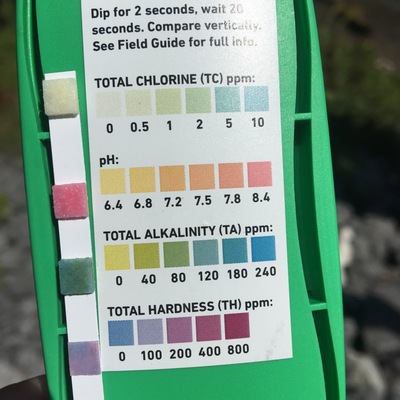 Dip for 2 seconds, wait 20
seconds. Compare vertically.
See Field Guide for full info.
TOTAL CHLORINE (TC) ppm:
0 0.5 1 2 5 10
pH:
6.4 6.8 7.2 7.5 7.8 8.4
TOTAL ALKALINITY (TA) ppm:
0 40 80 120 180 240
TOTAL HARDNESS (TH) ppm:
0 100 200 400 800